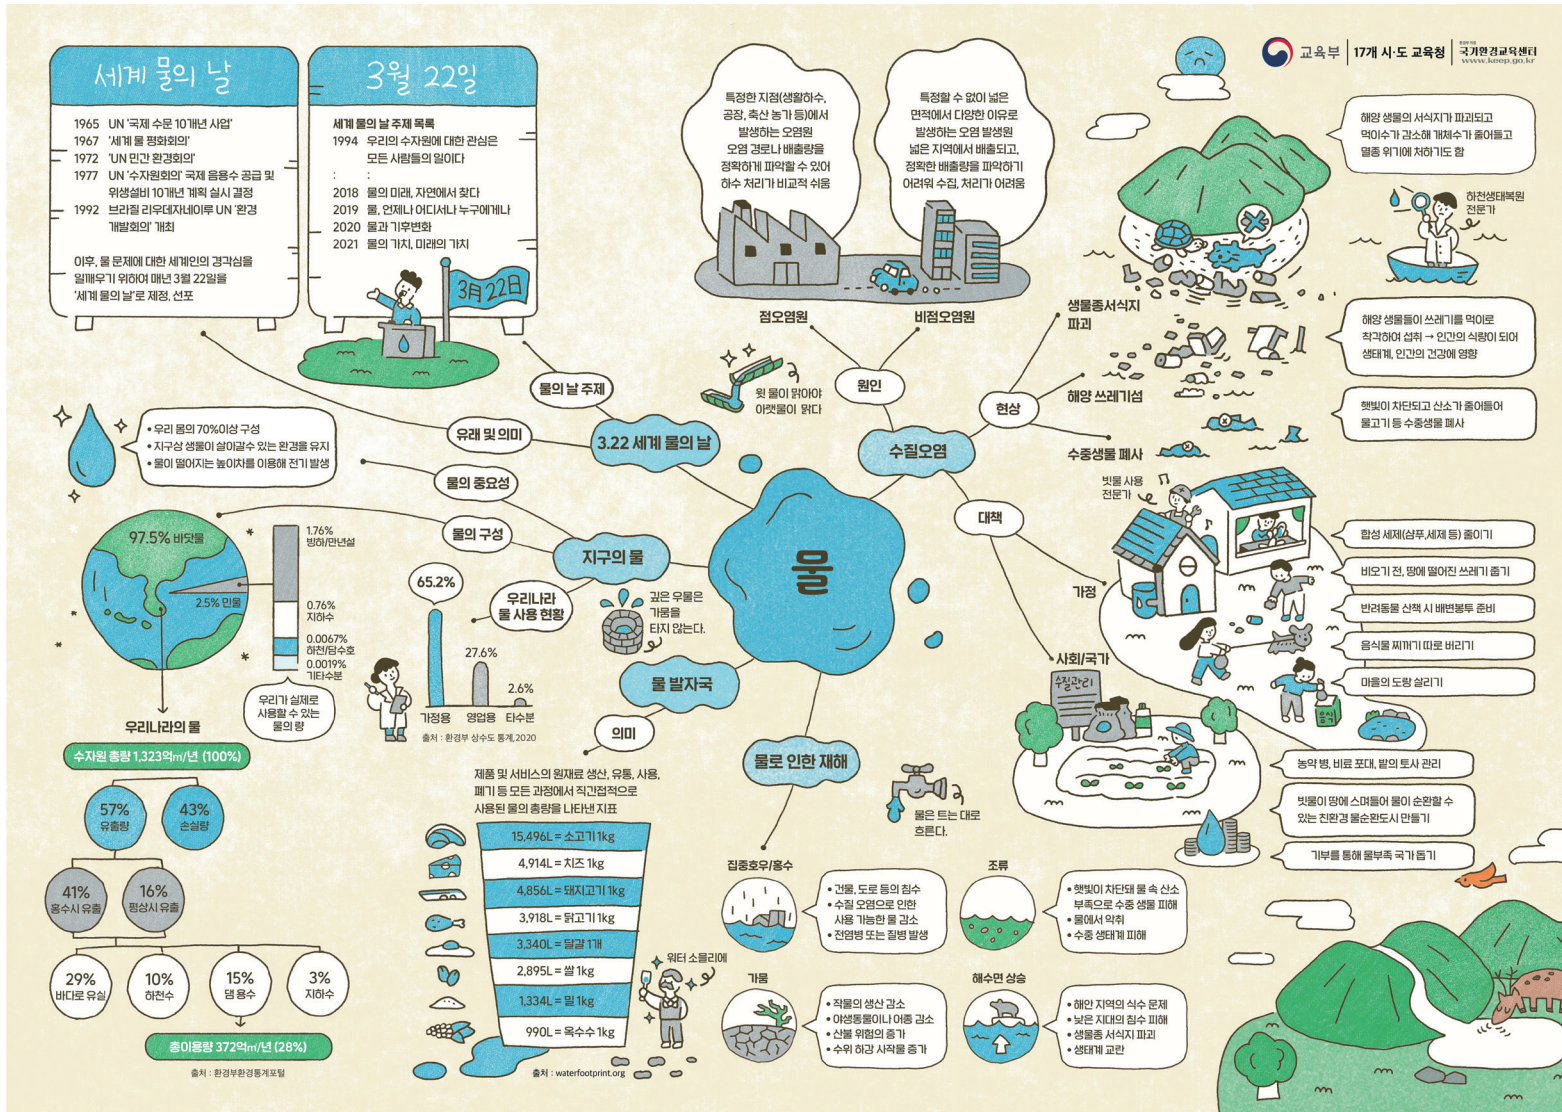 세계 물의 날
1965 UN '국제 수문 10개년 사업'
1967 '세계 물 평화회의'
1972 'UN 민간 환경회의'
1977 UN '수자원회의' 국제 음용수 공급 및
위생설비 10개년 계획 실시 결정
1992 브라질 리우데자네이루 UN '환경
개발회의' 개최
이후, 물 문제에 대한 세계인의 경각심을
일깨우기 위하여 매년 3월 22일을
'세계 물의 날'로 제정, 선포
3월 22일
세계 물의 날 주제 목록
1994 우리의 수자원에 대한 관심은
모든 사람들의 일이다
: :
2018 물의 미래, 자연에서 찾다
2019 물, 언제나 어디서나 누구에게나
2020 물과 기후변화
2021 물의 가치, 미래의 가치
3月 22日
특정한 지점(생활하수,
공장, 축산 농가 등)에서
발생하는 오염원
오염 경로나 배출량을
정확하게 파악할 수 있어
하수 처리가 비교적 쉬움
특정할 수 없이 넓은
면적에서 다양한 이유로
발생하는 오염 발생원
넓은 지역에서 배출되고,
정확한 배출량을 파악하기
어려워 수집, 처리가 어려움
점오염원
비점오염원
교육부
17개 시·도 교육청
환경부 지정
국가환경교육센터
www.keep.go.kr
해양 생물의 서식지가 파괴되고
먹이수가 감소해 개체수가 줄어들고
멸종 위기에 처하기도 함
하천생태복원
전문가
생물종서식지
파괴
해양 생물들이 쓰레기를 먹이로
착각하여 섭취 → 인간의 식량이 되어
생태계, 인간의 건강에 영향
해양 쓰레기섬
햇빛이 차단되고 산소가 줄어들어
물고기 등 수중생물 폐사
수중생물 폐사
윗 물이 맑아야
아랫물이 맑다
원인
현상
수질오염
대책
물의 날 주제
유래 및 의미
3.22 세계 물의 날
• 우리 몸의 70%이상 구성
• 지구상 생물이 살아갈수 있는 환경을 유지
• 물이 떨어지는 높이차를 이용해 전기 발생
물의 중요성
물의 구성
지구의 물
우리나라
물 사용 현황
물
97.5% 바닷물
2.5% 민물
1.76%
빙하/만년설
0.76%
지하수
0.0067%
하천/담수호
0.0019%
기타수분
우리가 실제로
사용할 수 있는
물의 량
65.2%
27.6%
2.6%
가정용 영업용 타수분
출처 : 환경부 상수도 통계,2020
깊은 우물은
가뭄을
타지 않는다.
우리나라의 물
수자원 총량 1,323억㎥/년 (100%)
57%
유출량
43%
손실량
41%
홍수시 유출
16%
평상시 유출
29%
바다로 유실
10%
하천수
15%
댐 용수
3%
지하수
총이용량 372억㎥/년 (28%)
출처 : 환경부환경통계포털
물 발자국
의미
제품 및 서비스의 원재료 생산, 유통, 사용,
폐기 등 모든 과정에서 직간접적으로
사용된 물의 총량을 나타낸 지표
15,496L = 소고기 1kg
4,914L = 치즈 1kg
4,856L = 돼지고기 1kg
3,918L = 닭고기 1kg
3,340L = 달걀 1개
2,895L = 쌀 1kg
1,334L = 밀 1kg
990L = 옥수수 1kg
출처 : waterfootprint.org
워터 소믈리에
물로 인한 재해
물은 트는 대로
흐른다.
집중호우/홍수
• 건물, 도로 등의 침수
• 수질 오염으로 인한
사용 가능한 물 감소
• 전염병 또는 질병 발생
조류
• 햇빛이 차단돼 물 속 산소
부족으로 수중 생물 피해
• 물에서 악취
• 수중 생태계 피해
가뭄
• 작물의 생산 감소
• 야생동물이나 어종 감소
• 산불 위험의 증가
• 수위 하강 시작물 증가
해수면 상승
• 해안 지역의 식수 문제
• 낮은 지대의 침수 피해
• 생물종 서식지 파괴
• 생태계 교란
빗물 사용
전문가
가정
합성 세제(샴푸,세제 등) 줄이기
비오기 전, 땅에 떨어진 쓰레기 줍기
반려동물 산책 시 배변봉투 준비
음식물 찌꺼기 따로 버리기
마을의 도랑 살리기
음식
사회/국가
수질관리
농약 병, 비료 포대, 밭의 토사 관리
빗물이 땅에 스며들어 물이 순환할 수
있는 친환경 물순환도시 만들기
기부를 통해 물부족 국가 돕기